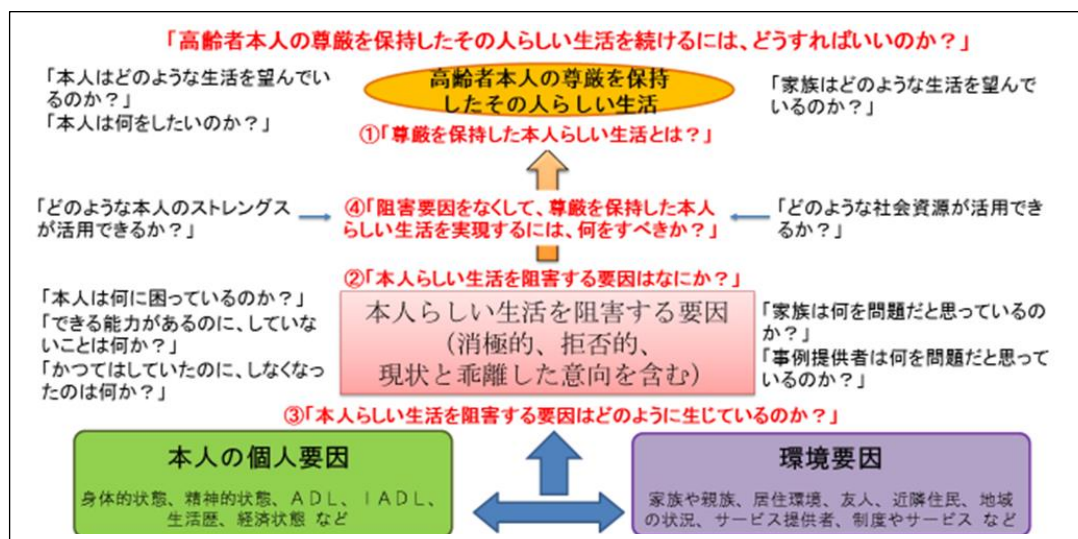 「高齢者本人の尊厳を保持したその人らしい生活を続けるには、どうすればいいのか？」
「本人はどのような生活を望んでい
るのか？」
「本人は何をしたいのか？」
高齢者本人の尊厳を保持
したその人らしい生活
「家族はどのような生活を望んで
いるのか？」
①「尊厳を保持した本人らしい生活とは？」
「どのような本人のストレングス
が活用できるか？」
④「阻害要因をなくして、尊厳を保持した本人
らしい生活を実現するには、何をすべきか？」
「どのような社会資源が活用でき
るか？」
②「本人らしい生活を阻害する要因はなにか？」
「本人は何に困っているのか？」
「できる能力があるのに、していな
いことは何か？」
「かつてはしていたのに、しなくなっ
たのは何か？」
本人らしい生活を阻害する要因
（消極的、拒否的、
現状と乖離した意向を含む）
「家族は何を問題だと思っているの
か？」
「事例提供者は何を問題だと思って
いるのか？」
③「本人らしい生活を阻害する要因はどのように生じているのか？」
本人の個人要因
身体的状態、精神的状態、ＡＤＬ、ＩＡＤＬ、
生活歴、経済状態 など
環境要因
家族や親族、居住環境、友人、近隣住民、地域
の状況、サービス提供者、制度やサービス など